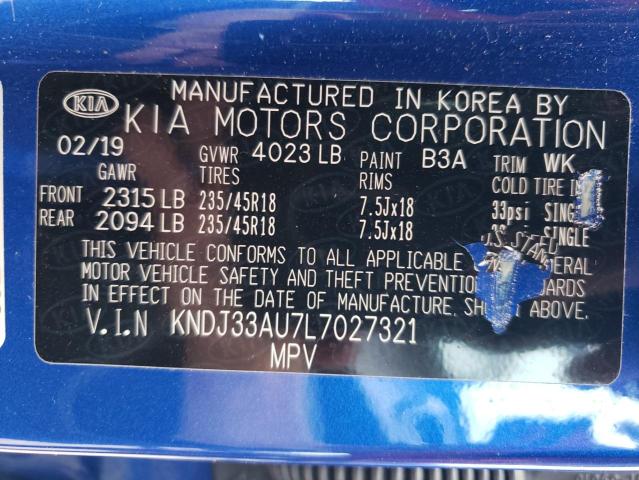 MANUFACTURED IN KOREA BY
KIA KIA MOTORS CORPORATION
02/19 GVWR 4023 LB PAINT B3A TRIM WK
GAWR TIRES RIMS COLD TIRE
FRONT 2315 LB 235/45R18 7.5Jx18 33psi
REAR 2094 LB 235/45R18 7.5Jx18 SINGLE
THIS VEHICLE CONFORMS TO ALL APPLICABLE U.S.
MOTOR VEHICLE SAFETY AND THEFT PREVENTION
IN EFFECT ON THE DATE OF MANUFACTURE, ABOVE.
V.I.N KNDJ33AU7L7027321
MPV